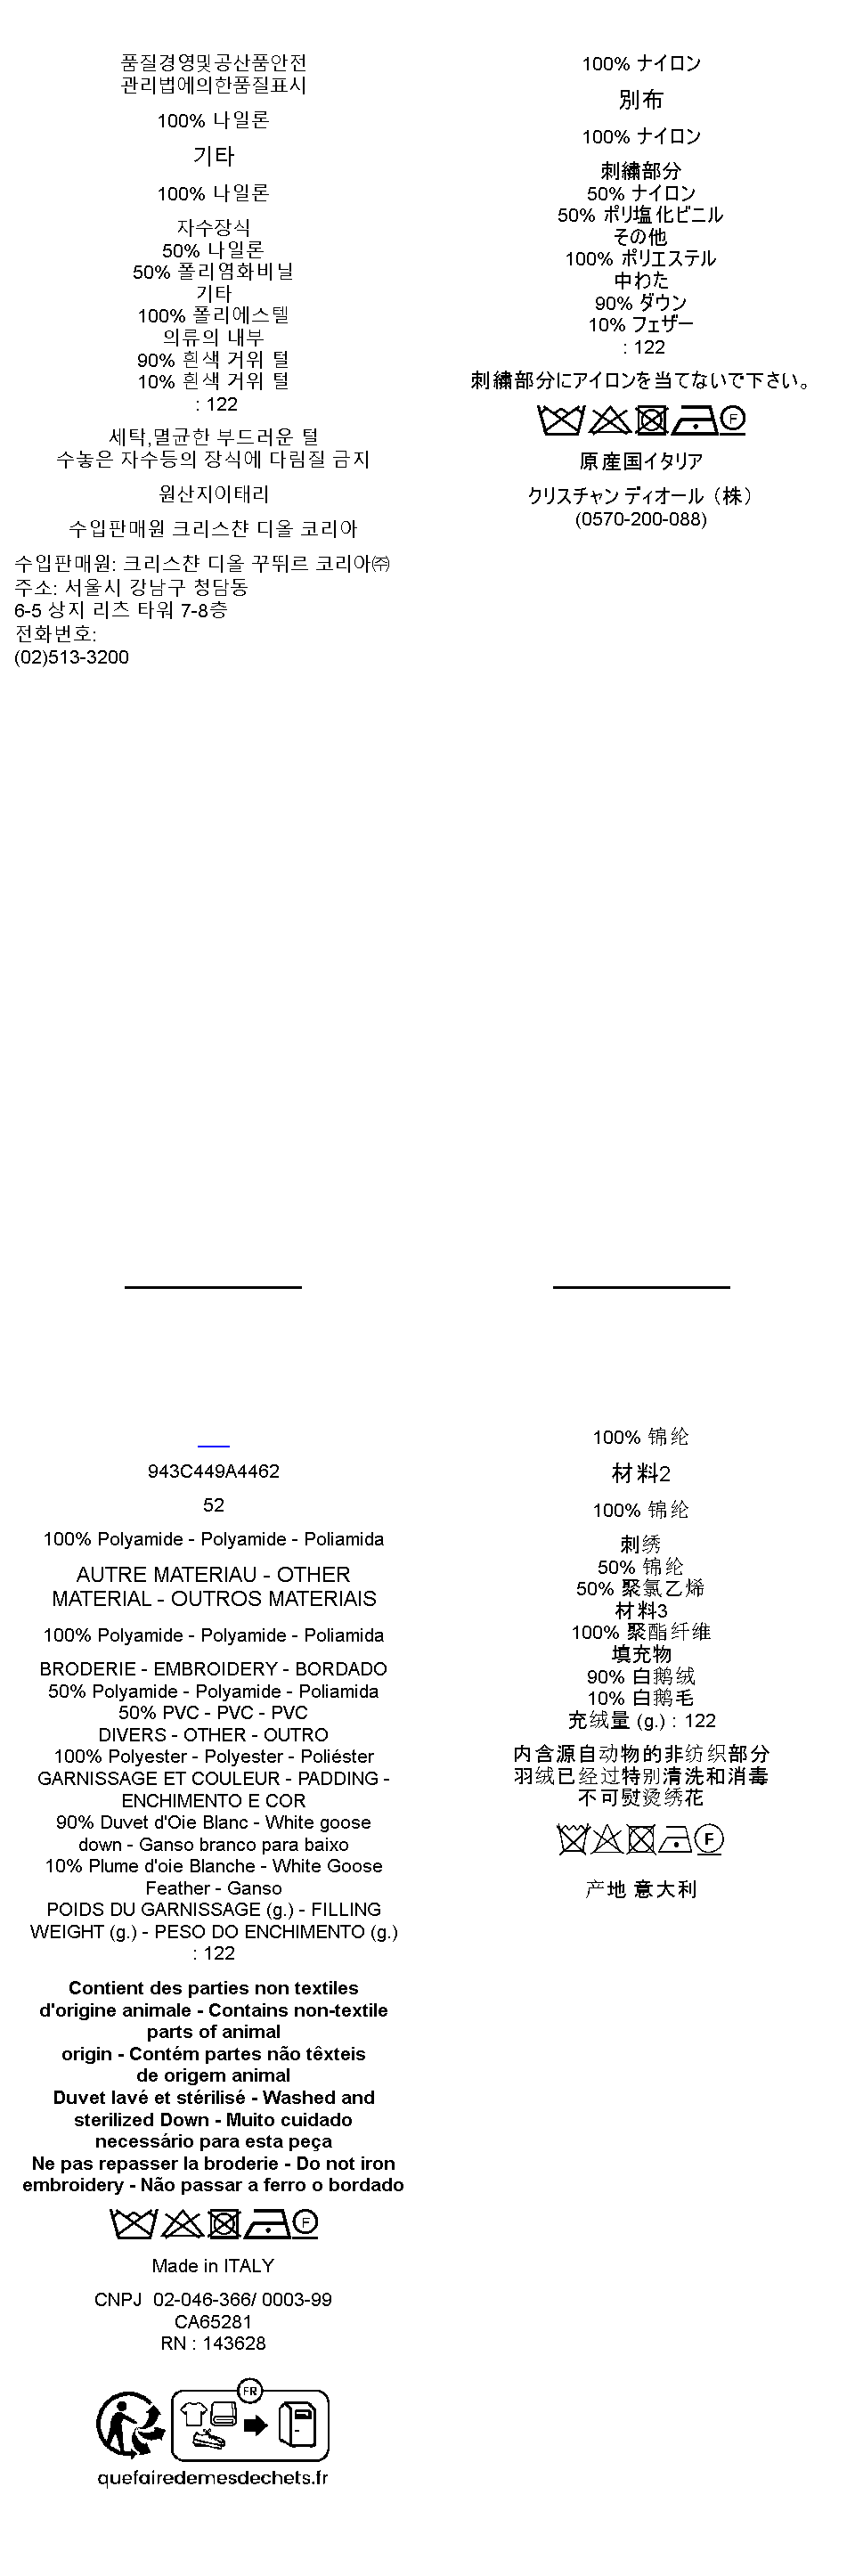 품질경영및공산품안전
관리법에의한품질표시
100% 나일론
기타
100% 나일론
자수장식
50% 나일론
50% 폴리염화비닐
기타
100% 폴리에스텔
의류의 내부
90% 흰색 거위 털
10% 흰색 거위 털
: 122
세탁,멸균한 부드러운 털
수놓은 자수등의 장식에 다림질 금지
원산지이태리
수입판매원 크리스챤 디올 코리아
수입판매원: 크리스챤 디올 꾸뛰르 코리아㈜
주소: 서울시 강남구 청담동
6-5 상지 리츠 타워 7-8층
전화번호:
(02)513-3200
100% ナイロン
別布
100% ナイロン
刺繍部分
50% ナイロン
50% ポリ塩化ビニル
その他
100% ポリエステル
中わた
90% ダウン
10% フェザー
: 122
刺繍部分にアイロンを当てないで下さい。
F
原産国イタリア
クリスチャン ディオール（株）
(0570-200-088)
943C449A4462
52
100% Polyamide - Polyamide - Poliamida
AUTRE MATERIAU - OTHER
MATERIAL - OUTROS MATERIAIS
100% Polyamide - Polyamide - Poliamida
BRODERIE - EMBROIDERY - BORDADO
50% Polyamide - Polyamide - Poliamida
50% PVC - PVC - PVC
DIVERS - OTHER - OUTRO
100% Polyester - Polyester - Poliéster
GARNISSAGE ET COULEUR - PADDING -
ENCHIMENTO E COR
90% Duvet d'Oie Blanc - White goose
down - Ganso branco para baixo
10% Plume d'oie Blanche - White Goose
Feather - Ganso
POIDS DU GARNISSAGE (g.) - FILLING
WEIGHT (g.) - PESO DO ENCHIMENTO (g.)
: 122
Contient des parties non textiles
d'origine animale - Contains non-textile
parts of animal
origin - Contém partes não têxteis
de origem animal
Duvet lavé et stérilisé - Washed and
sterilized Down - Muito cuidado
necessário para esta peça
Ne pas repasser la broderie - Do not iron
embroidery - Não passar a ferro o bordado
F
Made in ITALY
CNPJ  02-046-366/ 0003-99
CA65281
RN : 143628
FR
quefairedemesdechets.fr
100% 锦纶
材料2
100% 锦纶
刺绣
50% 锦纶
50% 聚氯乙烯
材料3
100% 聚酯纤维
填充物
90% 白鹅绒
10% 白鹅毛
充绒量 (g.) : 122
内含源自动物的非纺织部分
羽绒已经过特别清洗和消毒
不可熨烫绣花
F
产地 意大利